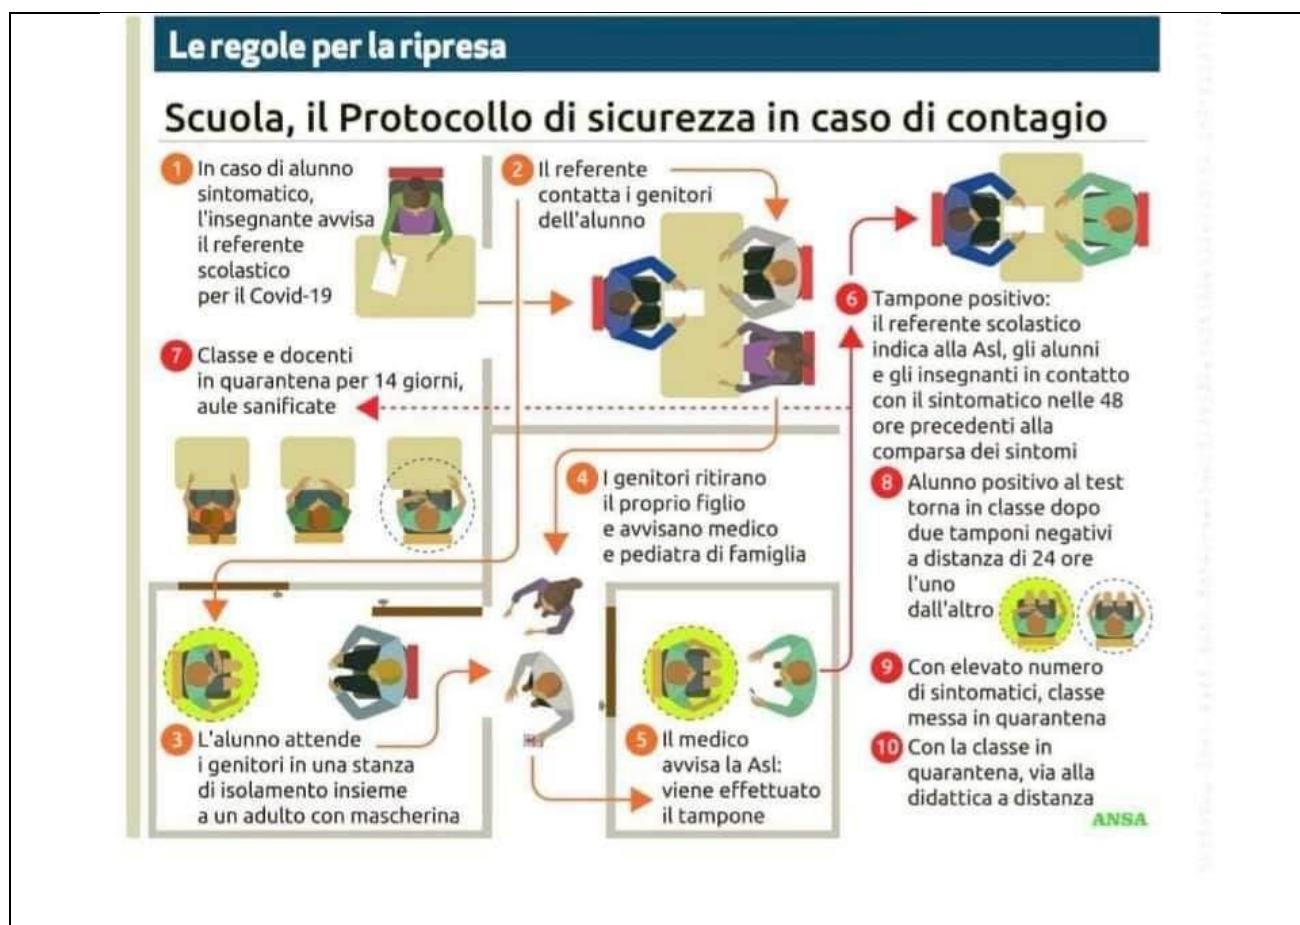 Le regole per la ripresa
Scuola, il Protocollo di sicurezza in caso di contagio
1 In caso di alunno
sintomatico,
l'insegnante avvisa
il referente
scolastico
per il Covid-19
2 Il referente
contatta i genitori
dell'alunno
3 L'alunno attende
i genitori in una stanza
di isolamento insieme
a un adulto con mascherina
4 I genitori ritirano
il proprio figlio
e avvisano medico
e pediatra di famiglia
5 Il medico
avvisa la Asl:
viene effettuato
il tampone
6 Tampone positivo:
il referente scolastico
indica alla Asl, gli alunni
e gli insegnanti in contatto
con il sintomatico nelle 48
ore precedenti alla
comparsa dei sintomi
7 Classe e docenti
in quarantena per 14 giorni,
aule sanificate
8 Alunno positivo al test
torna in classe dopo
due tamponi negativi
a distanza di 24 ore
l'uno
dall'altro
9 Con elevato numero
di sintomatici, classe
messa in quarantena
10 Con la classe in
quarantena, via alla
didattica a distanza
ANSA